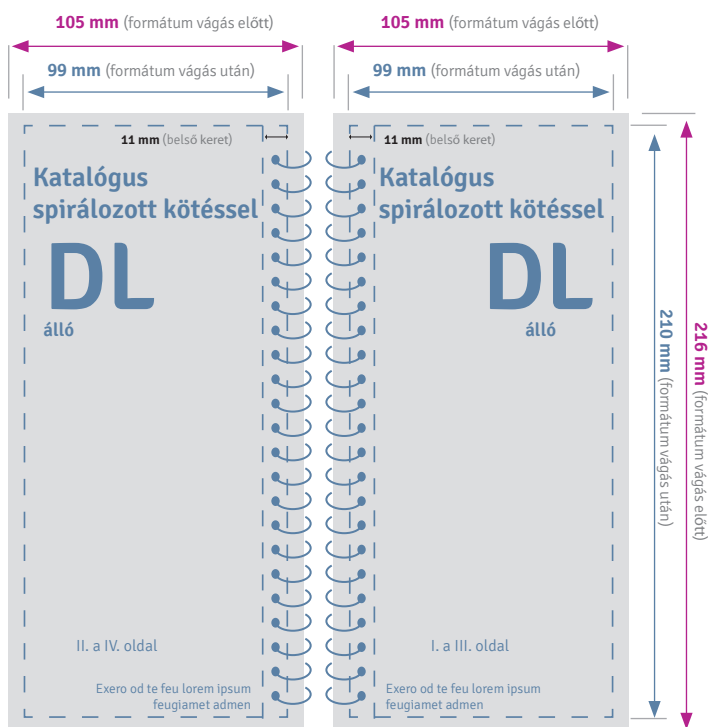 105 mm (formátum vágás előtt)
99 mm (formátum vágás után)
11 mm (belső keret)
Katalógus
spirálozott kötéssel
DL
álló
II. a IV. oldal
Exero od te feu lorem ipsum
feugiamet admen
105 mm (formátum vágás előtt)
99 mm (formátum vágás után)
11 mm (belső keret)
Katalógus
spirálozott kötéssel
DL
álló
I. a III. oldal
Exero od te feu lorem ipsum
feugiamet admen
210 mm (formátum vágás után)
216 mm (formátum vágás előtt)